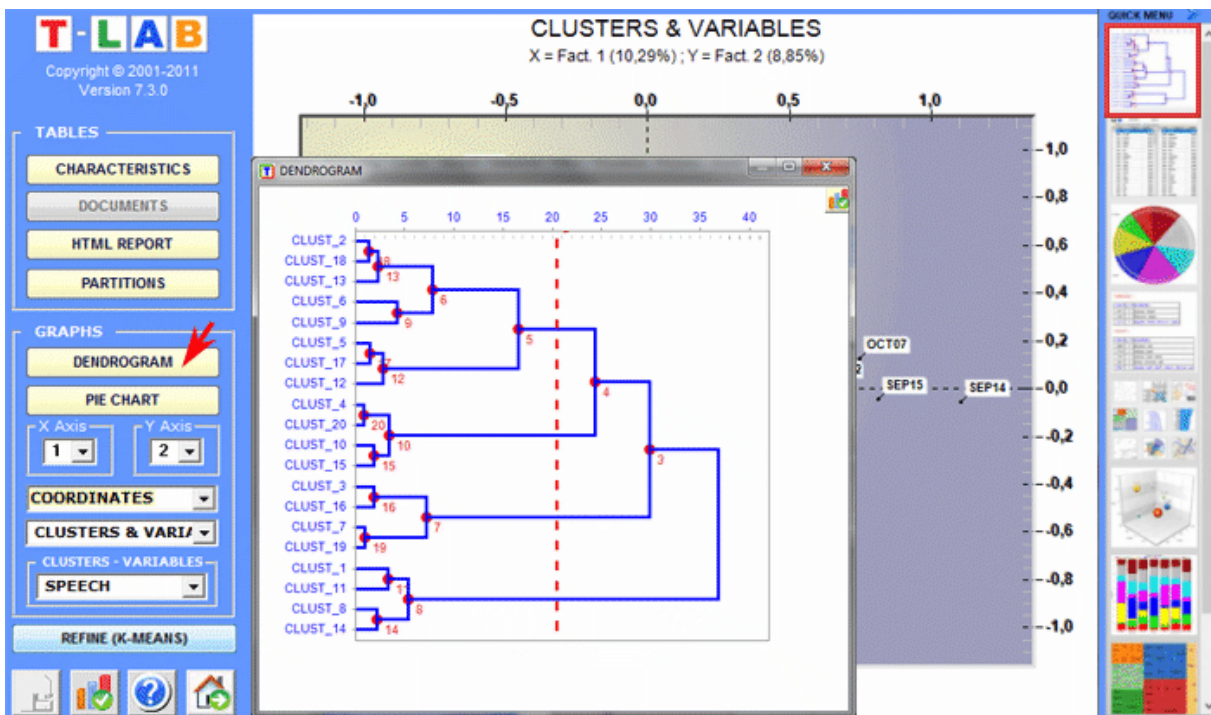 T-LAB
Copyright © 2001-2011
Version 7.3.0
TABLES
CHARACTERISTICS
DOCUMENTS
HTML REPORT
PARTITIONS
GRAPHS
DENDROGRAM
PIE CHART
X Axis
Y Axis
1
2
COORDINATES
CLUSTERS & VARIA
CLUSTERS - VARIABLES
SPEECH
REFINE (K-MEANS)
CLUSTERS & VARIABLES
X = Fact. 1 (10,29%) ; Y = Fact. 2 (8,85%)
-1,0 -0,5 0,0 0,5 1,0
DENDROGRAM
0 5 10 15 20 25 30 35 40
CLUST_2
CLUST_18
18
CLUST_13
13
CLUST_6
6
CLUST_9
9
CLUST_5
5
CLUST_17
17
CLUST_12
12
CLUST_4
4
CLUST_20
20
CLUST_10
10
CLUST_15
15
CLUST_3
3
CLUST_16
16
CLUST_7
7
CLUST_19
19
CLUST_1
CLUST_11
11
CLUST_8
8
CLUST_14
14
OCT07
SEP15
SEP14
-1,0
-0,8
-0,6
-0,4
-0,2
-0,0
-0,2
-0,4
-0,6
-0,8
-1,0
QUICK MENU